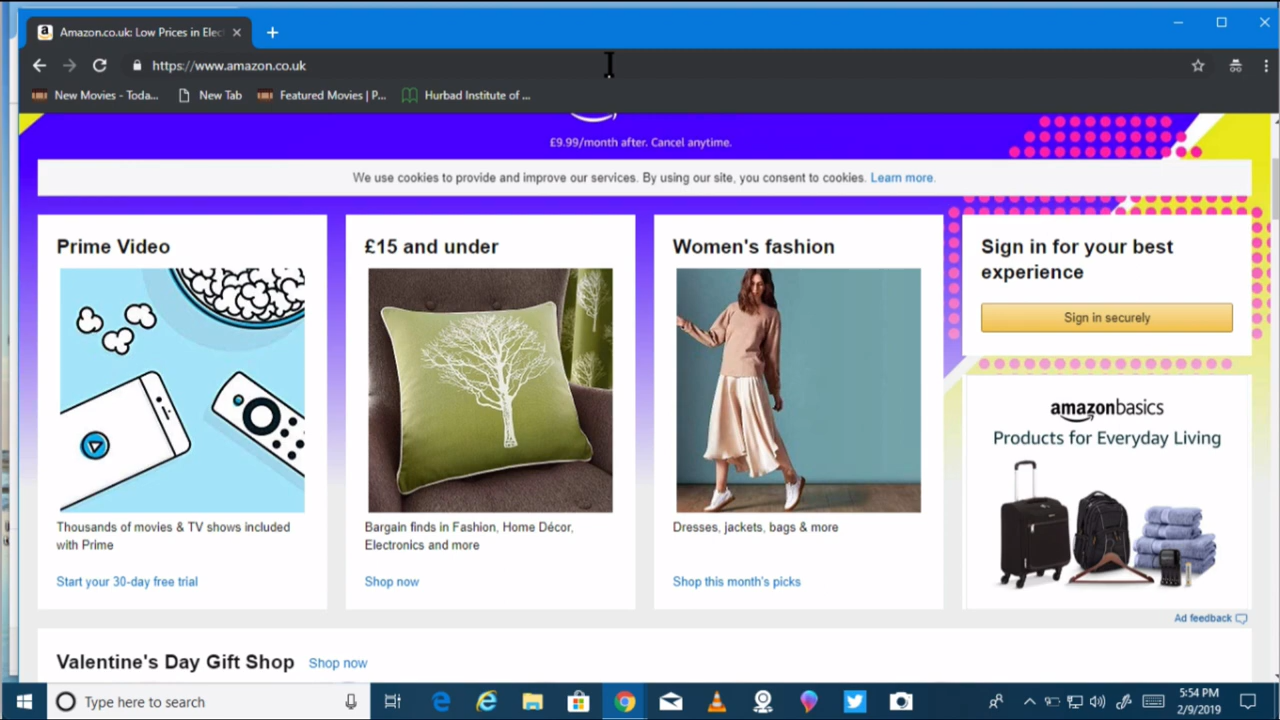 Amazon.co.uk: Low Prices in Elec
https://www.amazon.co.uk
New Movies - Toda...
New Tab
Featured Movies | P...
Hurbad Institute of ...
£9.99/month after. Cancel anytime.
We use cookies to provide and improve our services. By using our site, you consent to cookies. Learn more.
Prime Video
Thousands of movies & TV shows included
with Prime
Start your 30-day free trial
£15 and under
Bargain finds in Fashion, Home Décor,
Electronics and more
Shop now
Women's fashion
Dresses, jackets, bags & more
Shop this month's picks
Sign in for your best
experience
Sign in securely
amazonbasics
Products for Everyday Living
Ad feedback
Valentine's Day Gift Shop Shop now
Type here to search
5:54 PM
2/9/2019